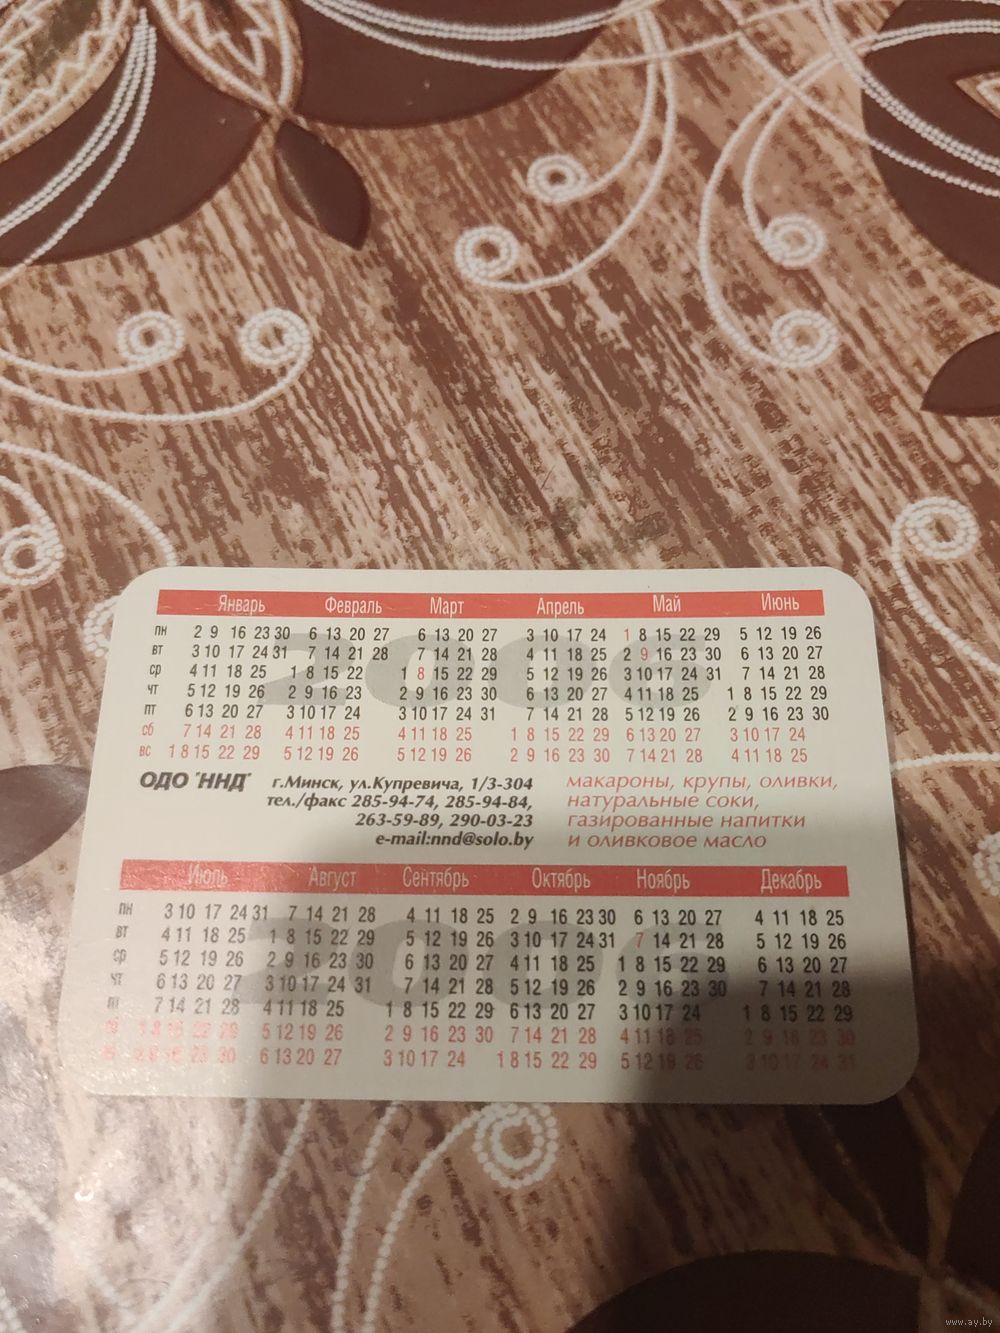 Январь Февраль Март Апрель Май Июнь
пн 2 9 16 23 30 6 13 20 27 6 13 20 27 3 10 17 24 1 8 15 22 29 5 12 19 26
вт 3 10 17 24 31 7 14 21 28 7 14 21 28 4 11 18 25 2 9 16 23 30 6 13 20 27
ср 4 11 18 25 1 8 15 22 1 8 15 22 29 5 12 19 26 3 10 17 24 31 7 14 21 28
чт 5 12 19 26 2 9 16 23 2 9 16 23 30 6 13 20 27 4 11 18 25 1 8 15 22 29
пт 6 13 20 27 3 10 17 24 3 10 17 24 31 7 14 21 28 5 12 19 26 2 9 16 23 30
сб 7 14 21 28 4 11 18 25 4 11 18 25 1 8 15 22 29 6 13 20 27 3 10 17 24
вс 1 8 15 22 29 5 12 19 26 5 12 19 26 2 9 16 23 30 7 14 21 28 4 11 18 25
2006
ОДО "ННД"
г.Минск, ул.Купревича, 1/3-304
тел./факс 285-94-74, 285-94-84,
263-59-89, 290-03-23
e-mail:nnd@solo.by
макароны, крупы, оливки,
натуральные соки,
газированные напитки
и оливковое масло
Июль Август Сентябрь Октябрь Ноябрь Декабрь
пн 3 10 17 24 31 7 14 21 28 4 11 18 25 2 9 16 23 30 6 13 20 27 4 11 18 25
вт 4 11 18 25 1 8 15 22 29 5 12 19 26 3 10 17 24 31 7 14 21 28 5 12 19 26
ср 5 12 19 26 2 9 16 23 30 6 13 20 27 4 11 18 25 1 8 15 22 29 6 13 20 27
чт 6 13 20 27 3 10 17 24 31 7 14 21 28 5 12 19 26 2 9 16 23 30 7 14 21 28
пт 7 14 21 28 4 11 18 25 1 8 15 22 29 6 13 20 27 3 10 17 24 1 8 15 22 29
1 8 15 22 29 5 12 19 26 2 9 16 23 30 7 14 21 28 4 11 18 25 2 9 16 23 30
2 9 16 23 30 6 13 20 27 3 10 17 24 1 8 15 22 29 5 12 19 26 3 10 17 24 31
2006
www.ay.by